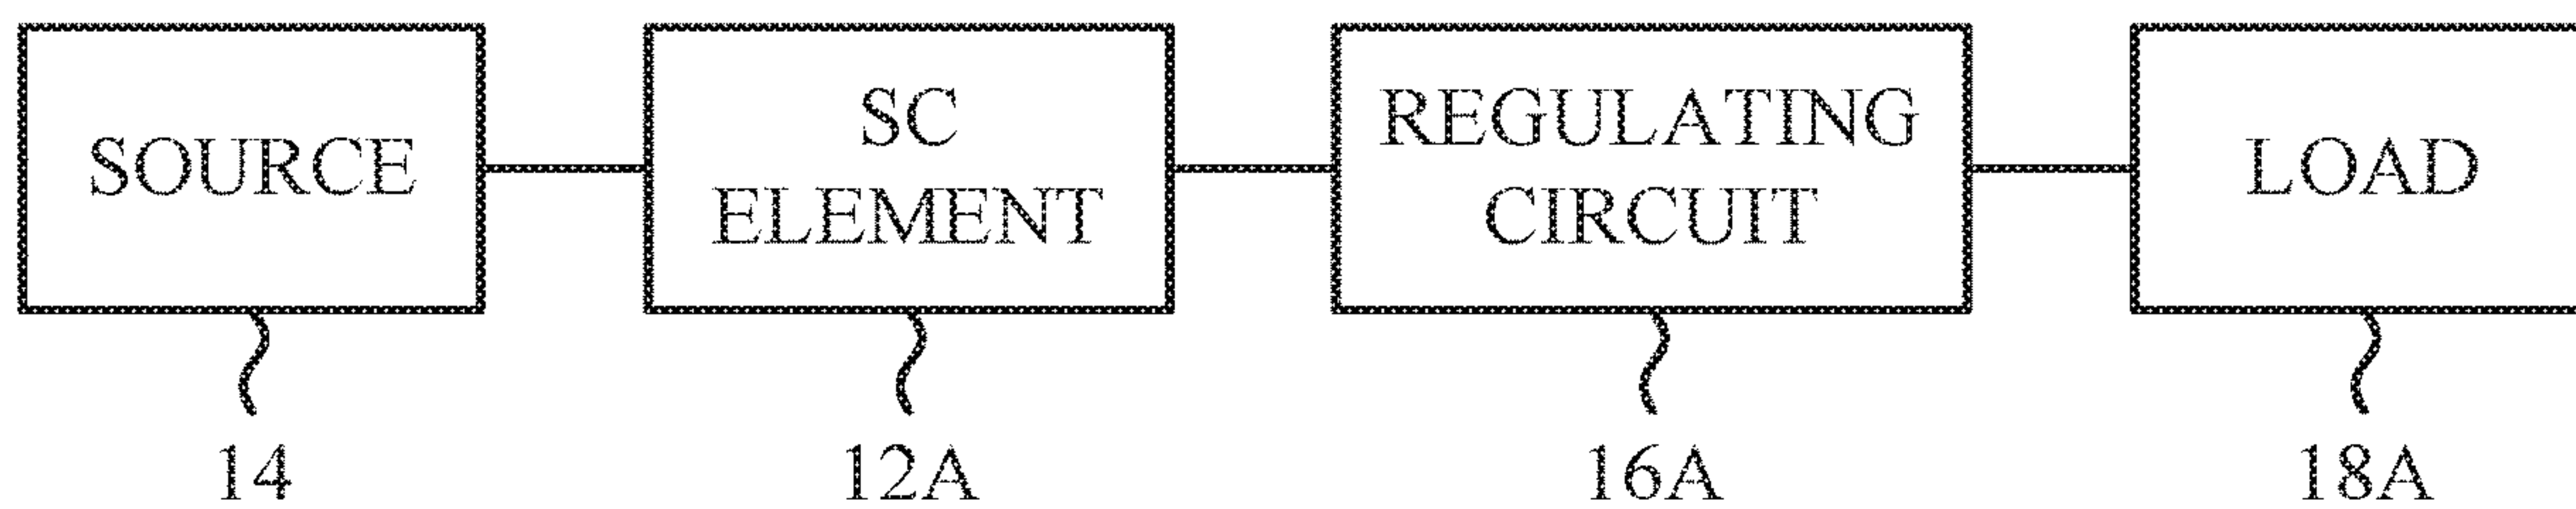 SOURCE
SC
ELEMENT
REGULATING
CIRCUIT
LOAD
14
12A
16A
18A